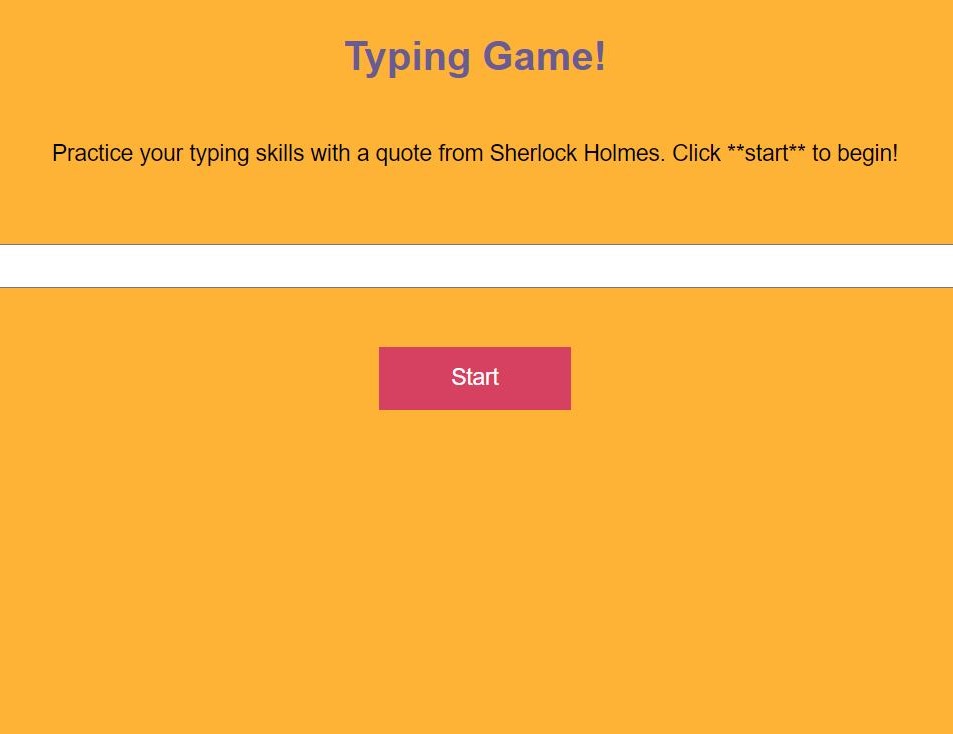 Typing Game!
Practice your typing skills with a quote from Sherlock Holmes. Click **start** to begin!
Start